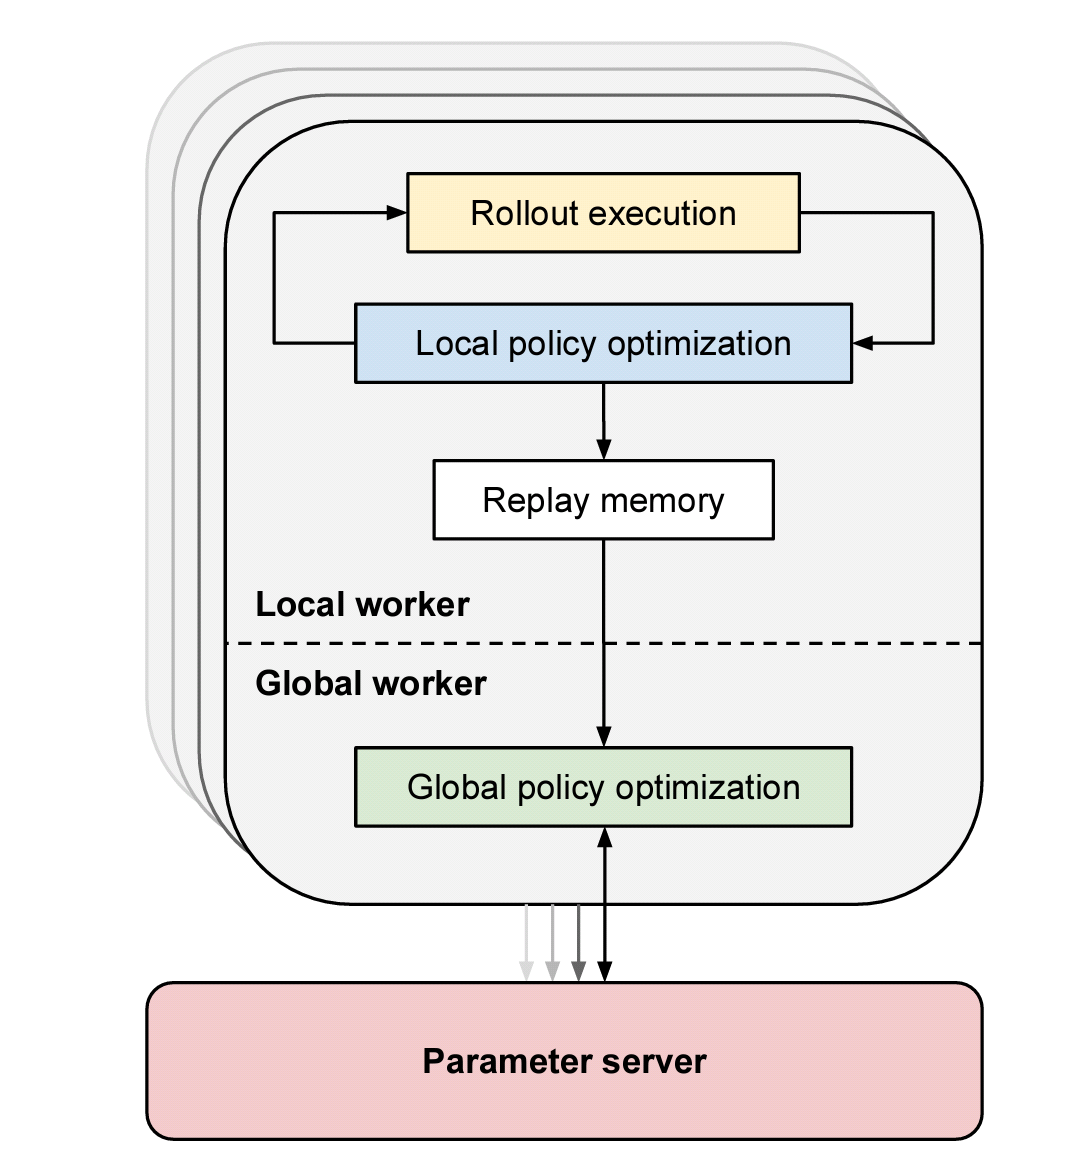 Rollout execution
Local policy optimization
Replay memory
Local worker
Global worker
Global policy optimization
Parameter server